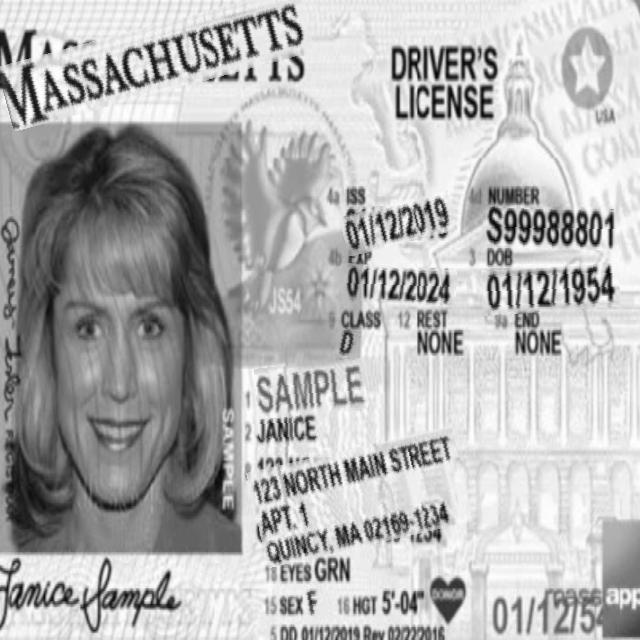 MASSACHUSETTS
DRIVER'S
LICENSE
USA
4a ISS
01/12/2019
4d NUMBER
S99988801
4b EXP
01/12/2024
3 DOB
01/12/1954
JS54
9 CLASS
D
12 REST
NONE
9a END
NONE
1 SAMPLE
2 JANICE
8
123 NORTH MAIN STREET
APT. 1
QUINCY, MA 02169-1234
18 EYES GRN
15 SEX F 16 HGT 5'-04"
DONOR
01/12/54
5 DD 01/12/2019 Rev 02/22/2016
SAMPLE
Janice Sample
mass
app